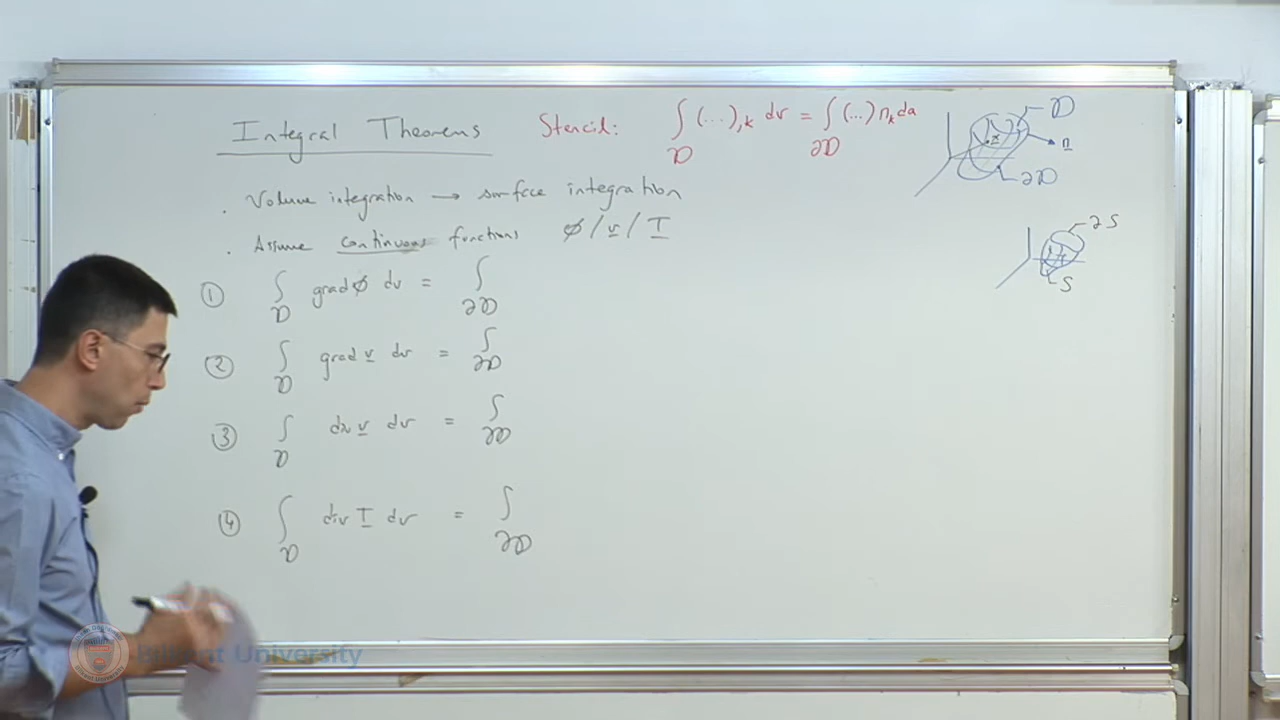 Integral Theorems Stencil: ∫_D (...),k dv = ∫_∂D (...) n_k da
D
x
n
∂D
. Volume integration → surface integration
. Assume continuous functions φ / v / T
∂S
S
① ∫_D grad φ dv = ∫_∂D
② ∫_D grad v dv = ∫_∂D
③ ∫_D div v dv = ∫_∂D
④ ∫_D div T dv = ∫_∂D
University